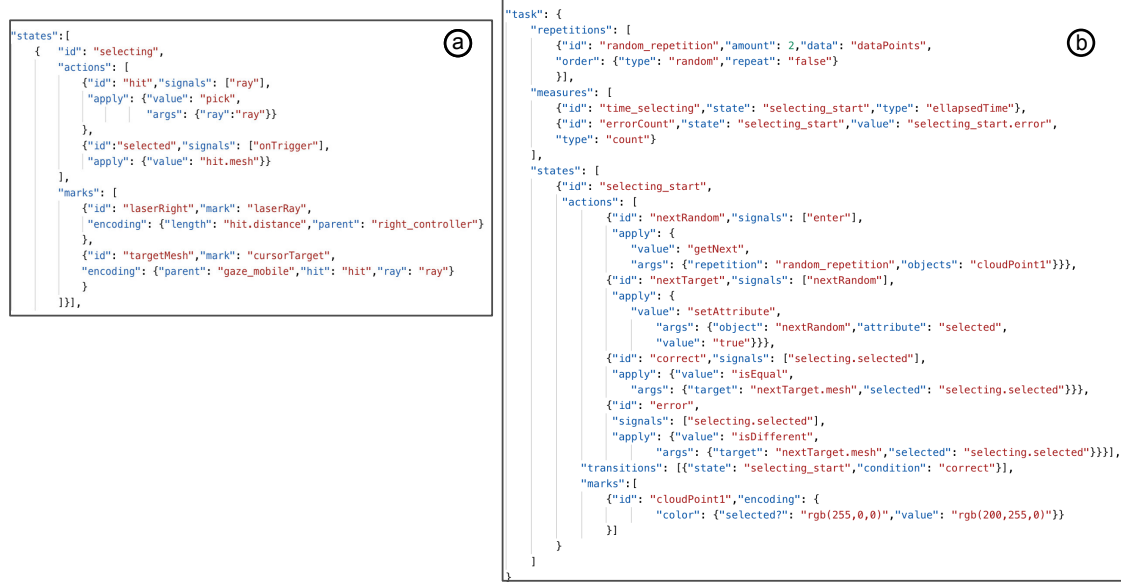 a
"states":[
{ "id": "selecting",
"actions": [
{"id": "hit","signals": ["ray"],
"apply": {"value": "pick",
"args": {"ray":"ray"}}
},
{"id":"selected","signals": ["onTrigger"],
"apply": {"value": "hit.mesh"}}
],
"marks": [
{"id": "laserRight","mark": "laserRay",
"encoding": {"length": "hit.distance","parent": "right_controller"}
},
{"id": "targetMesh","mark": "cursorTarget",
"encoding": {"parent": "gaze_mobile","hit": "hit","ray": "ray"}
}
]}],
b
"task": {
"repetitions": [
{"id": "random_repetition","amount": 2,"data": "dataPoints",
"order": {"type": "random","repeat": "false"}
}],
"measures": [
{"id": "time_selecting","state": "selecting_start","type": "ellapsedTime"},
{"id": "errorCount","state": "selecting_start","value": "selecting_start.error",
"type": "count"}
],
"states": [
{"id": "selecting_start",
"actions": [
{"id": "nextRandom","signals": ["enter"],
"apply": {
"value": "getNext",
"args": {"repetition": "random_repetition","objects": "cloudPoint1"}}},
{"id": "nextTarget","signals": ["nextRandom"],
"apply": {
"value": "setAttribute",
"args": {"object": "nextRandom","attribute": "selected",
"value": "true"}}},
{"id": "correct","signals": ["selecting.selected"],
"apply": {"value": "isEqual",
"args": {"target": "nextTarget.mesh","selected": "selecting.selected"}}},
{"id": "error",
"signals": ["selecting.selected"],
"apply": {"value": "isDifferent",
"args": {"target": "nextTarget.mesh","selected": "selecting.selected"}}}],
"transitions": [{"state": "selecting_start","condition": "correct"}],
"marks":[
{"id": "cloudPoint1","encoding": {
"color": {"selected?": "rgb(255,0,0)","value": "rgb(200,255,0)"}}
}]
}
]
}